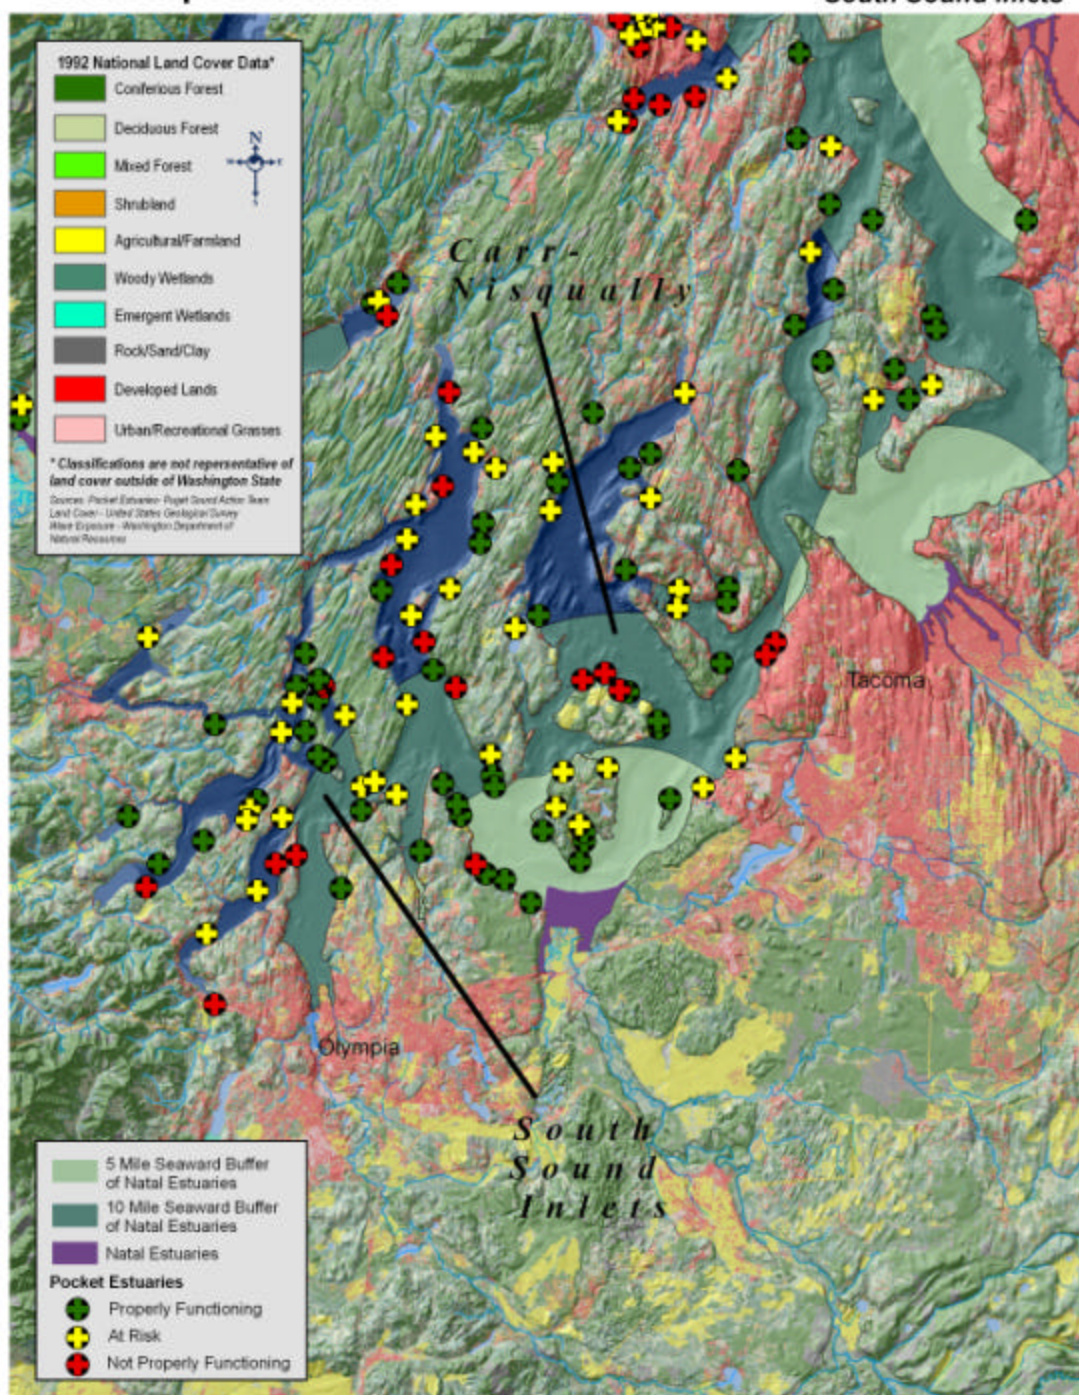 South Sound Inlets
1992 National Land Cover Data*
Coniferious Forest
Deciduous Forest
Mixed Forest
Shrubland
Agricultural/Farmland
Woody Wetlands
Emergent Wetlands
Rock/Sand/Clay
Developed Lands
Urban/Recreational Grasses
* Classifications are not representative of
land cover outside of Washington State
Sources: Pocket Estuaries- Puget Sound Action Team
Land Cover - United States Geological Survey
Wave Exposure - Washington Department of
Natural Resources
N
Carr-
Nisqually
Tacoma
Olympia
South
Sound
Inlets
5 Mile Seaward Buffer
of Natal Estuaries
10 Mile Seaward Buffer
of Natal Estuaries
Natal Estuaries
Pocket Estuaries
Properly Functioning
At Risk
Not Properly Functioning